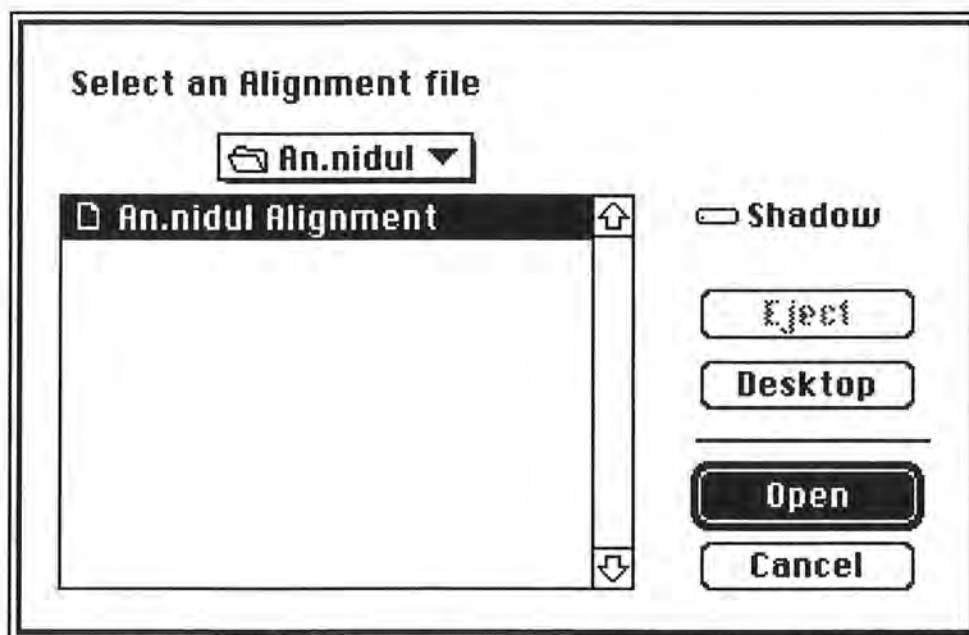 Select an Alignment file
An.nidul
An.nidul Alignment
Shadow
Eject
Desktop
Open
Cancel